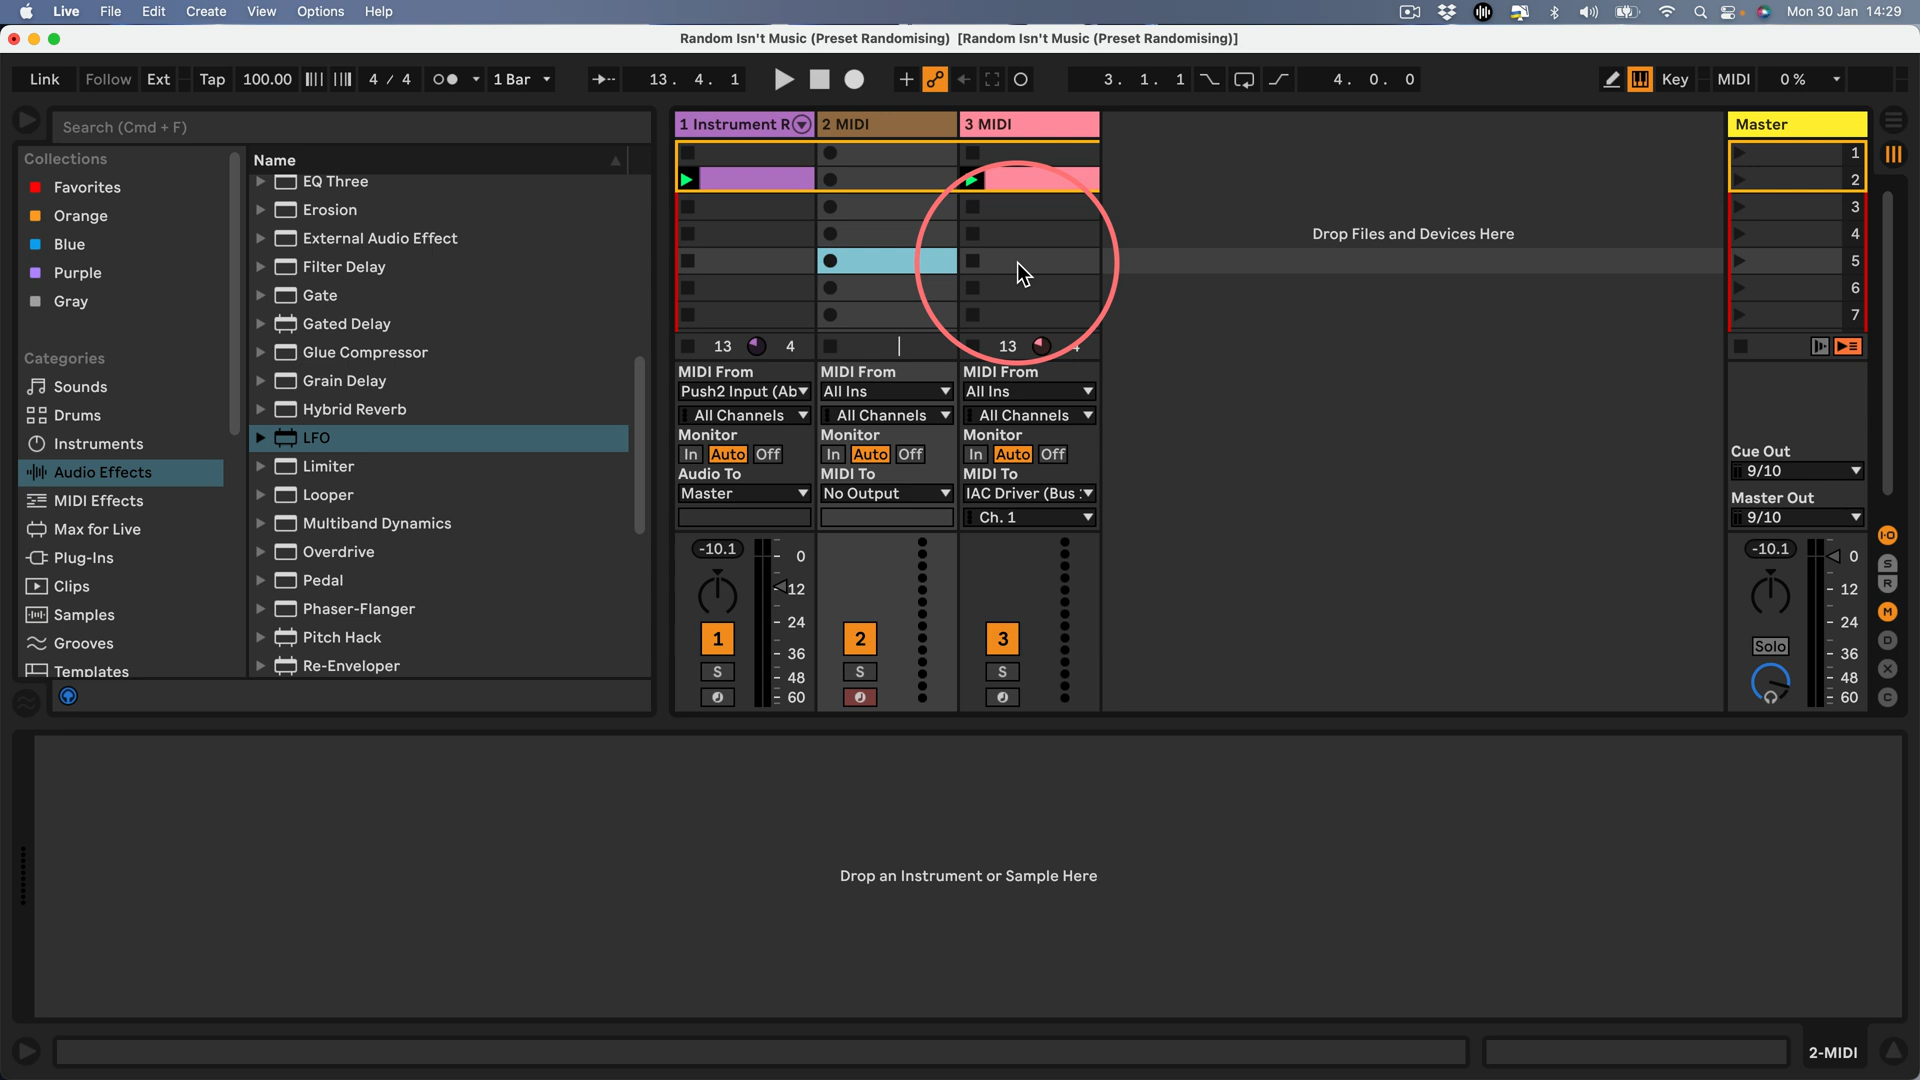 Live File Edit Create View Options Help Mon 30 Jan 14:29
Random Isn't Music (Preset Randomising) [Random Isn't Music (Preset Randomising)]
Link Follow Ext Tap 100.00 4 / 4 1 Bar 13. 4. 1 3. 1. 1 4. 0. 0 Key MIDI 0 %
Search (Cmd + F)
Collections
Favorites
Orange
Blue
Purple
Gray
Categories
Sounds
Drums
Instruments
Audio Effects
MIDI Effects
Max for Live
Plug-Ins
Clips
Samples
Grooves
Templates
Name
EQ Three
Erosion
External Audio Effect
Filter Delay
Gate
Gated Delay
Glue Compressor
Grain Delay
Hybrid Reverb
LFO
Limiter
Looper
Multiband Dynamics
Overdrive
Pedal
Phaser-Flanger
Pitch Hack
Re-Enveloper
1 Instrument R 2 MIDI 3 MIDI Master
1
2
3
Drop Files and Devices Here 4
5
6
7
13 4 13 4
MIDI From MIDI From MIDI From
Push2 Input (Ab All Ins All Ins
All Channels All Channels All Channels
Monitor Monitor Monitor
In Auto Off In Auto Off In Auto Off
Audio To MIDI To MIDI To
Master No Output IAC Driver (Bus :
Ch. 1
Cue Out
9/10
Master Out
9/10
-10.1 0 -10.1 0
12 12
24 24
1 2 3
36 Solo 36
S S S 48 48
60 60
I·O
S
R
M
D
X
C
Drop an Instrument or Sample Here
2-MIDI